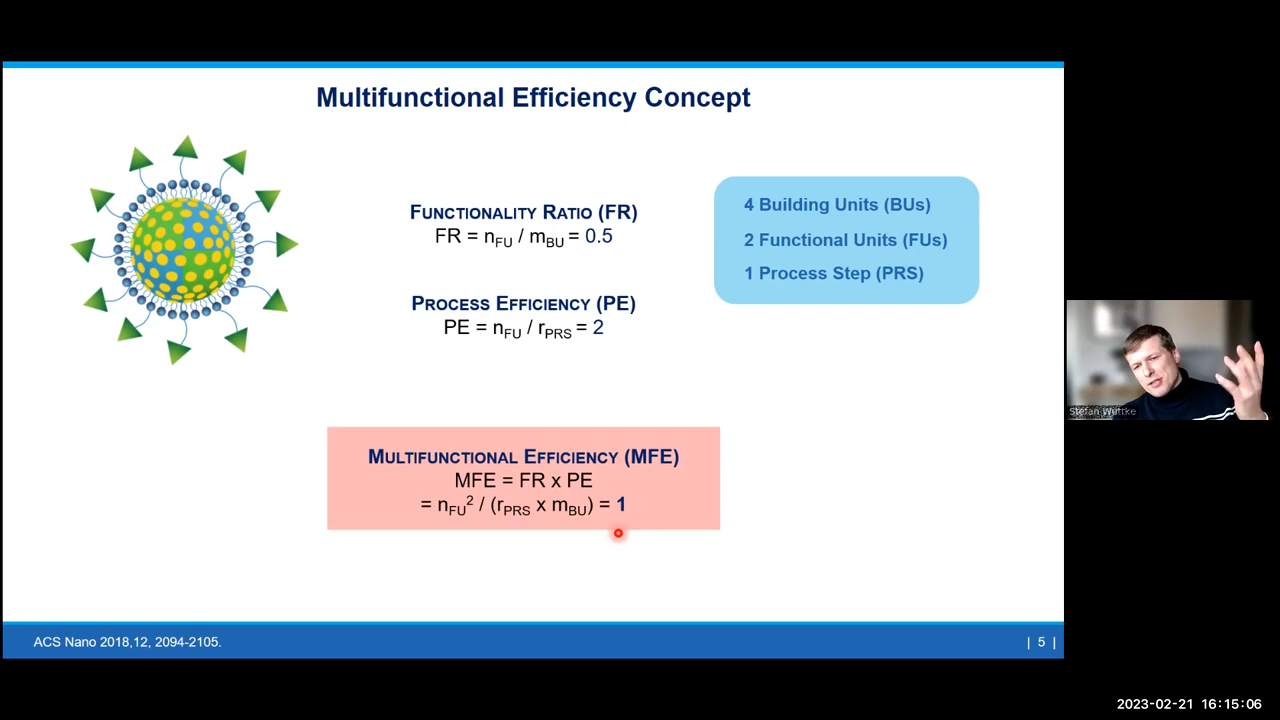 Multifunctional Efficiency Concept
FUNCTIONALITY RATIO (FR)
FR = nFU / mBU = 0.5
PROCESS EFFICIENCY (PE)
PE = nFU / rPRS = 2
4 Building Units (BUs)
2 Functional Units (FUs)
1 Process Step (PRS)
MULTIFUNCTIONAL EFFICIENCY (MFE)
MFE = FR x PE
= nFU² / (rPRS x mBU) = 1
Stefan Wuttke
ACS Nano 2018,12, 2094-2105.
| 5 |
2023-02-21 16:15:06